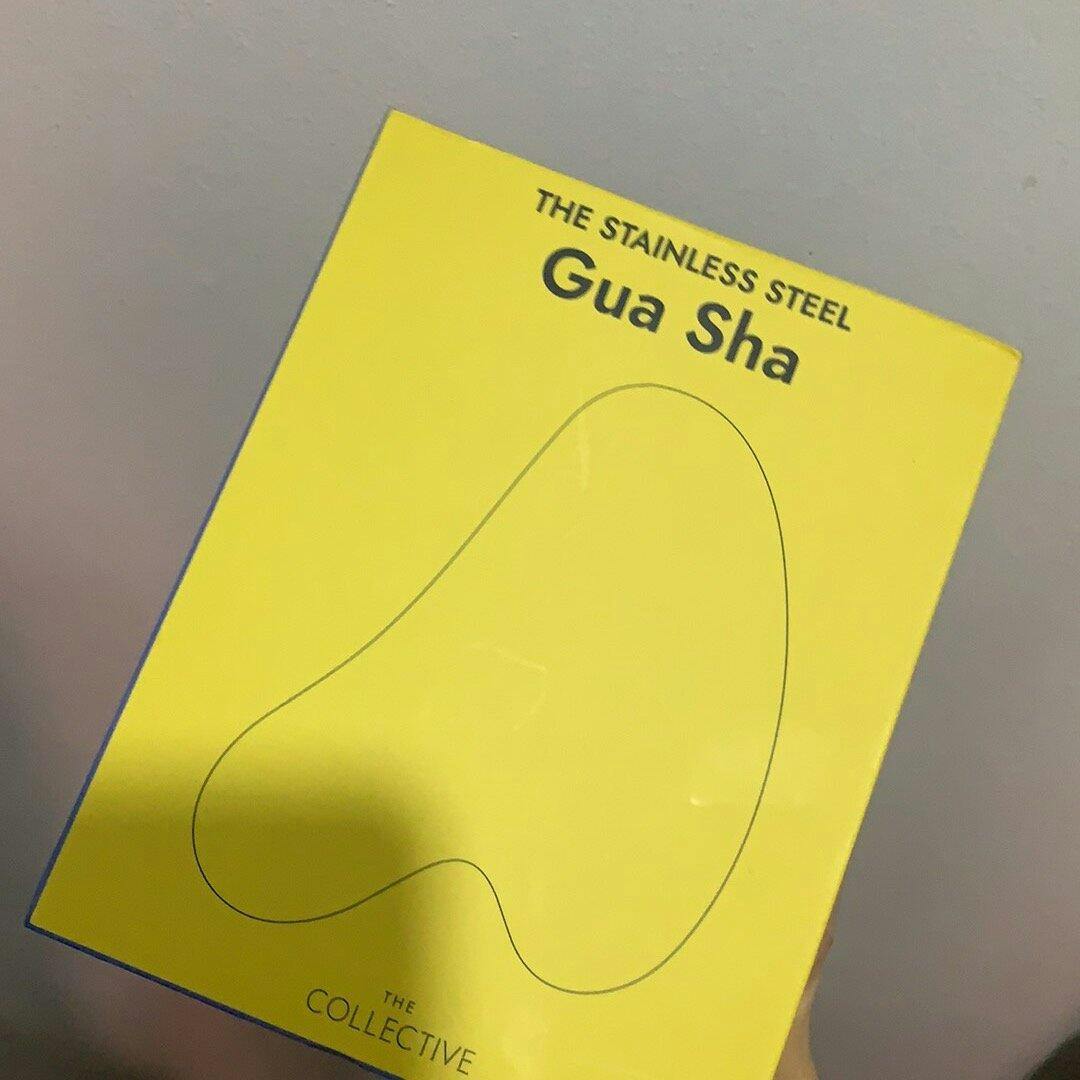 THE STAINLESS STEEL
Gua Sha
THE
COLLECTIVE